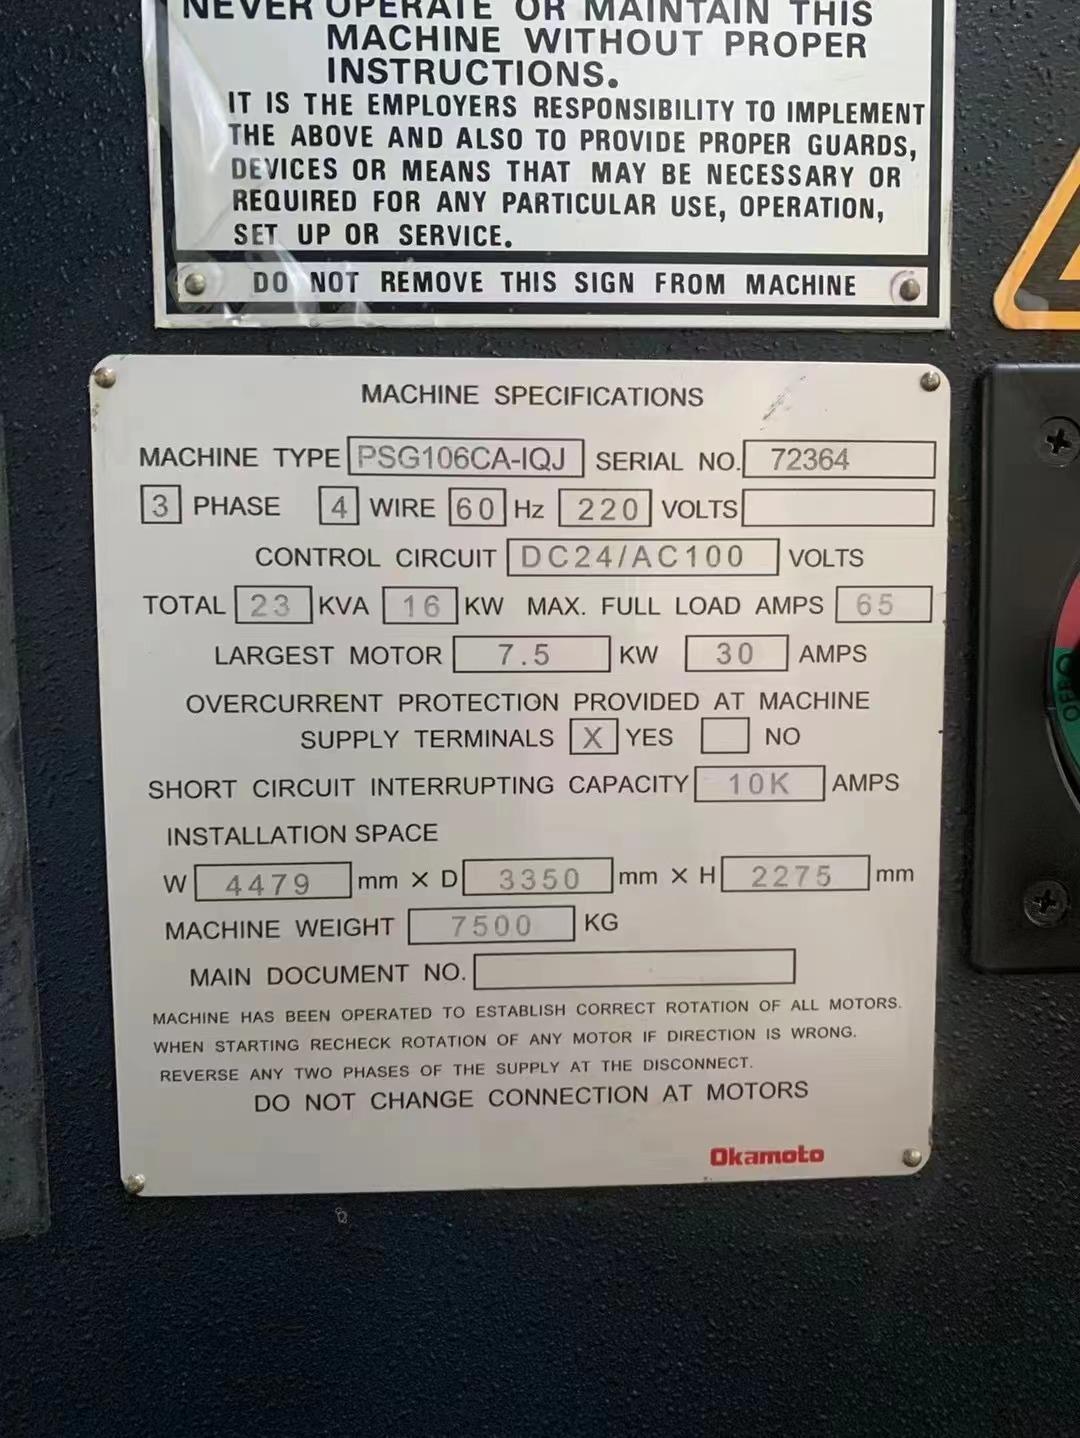 NEVER OPERATE OR MAINTAIN THIS
MACHINE WITHOUT PROPER
INSTRUCTIONS.
IT IS THE EMPLOYERS RESPONSIBILITY TO IMPLEMENT
THE ABOVE AND ALSO TO PROVIDE PROPER GUARDS,
DEVICES OR MEANS THAT MAY BE NECESSARY OR
REQUIRED FOR ANY PARTICULAR USE, OPERATION,
SET UP OR SERVICE.
DO NOT REMOVE THIS SIGN FROM MACHINE
MACHINE SPECIFICATIONS
MACHINE TYPE PSG106CA-IQJ SERIAL NO. 72364
3 PHASE 4 WIRE 60 Hz 220 VOLTS
CONTROL CIRCUIT DC24/AC100 VOLTS
TOTAL 23 KVA 16 KW MAX. FULL LOAD AMPS 65
LARGEST MOTOR 7.5 KW 30 AMPS
OVERCURRENT PROTECTION PROVIDED AT MACHINE
SUPPLY TERMINALS X YES NO
SHORT CIRCUIT INTERRUPTING CAPACITY 10K AMPS
INSTALLATION SPACE
W 4479 mm X D 3350 mm X H 2275 mm
MACHINE WEIGHT 7500 KG
MAIN DOCUMENT NO.
MACHINE HAS BEEN OPERATED TO ESTABLISH CORRECT ROTATION OF ALL MOTORS.
WHEN STARTING RECHECK ROTATION OF ANY MOTOR IF DIRECTION IS WRONG.
REVERSE ANY TWO PHASES OF THE SUPPLY AT THE DISCONNECT.
DO NOT CHANGE CONNECTION AT MOTORS
Okamoto
OFF